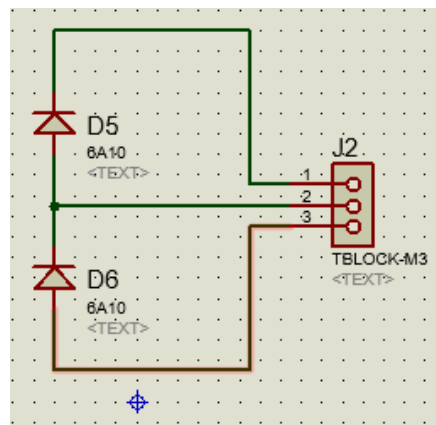 D5
6A10
<TEXT>
J2
1
2
3
TBLOCK-M3
<TEXT>
D6
6A10
<TEXT>